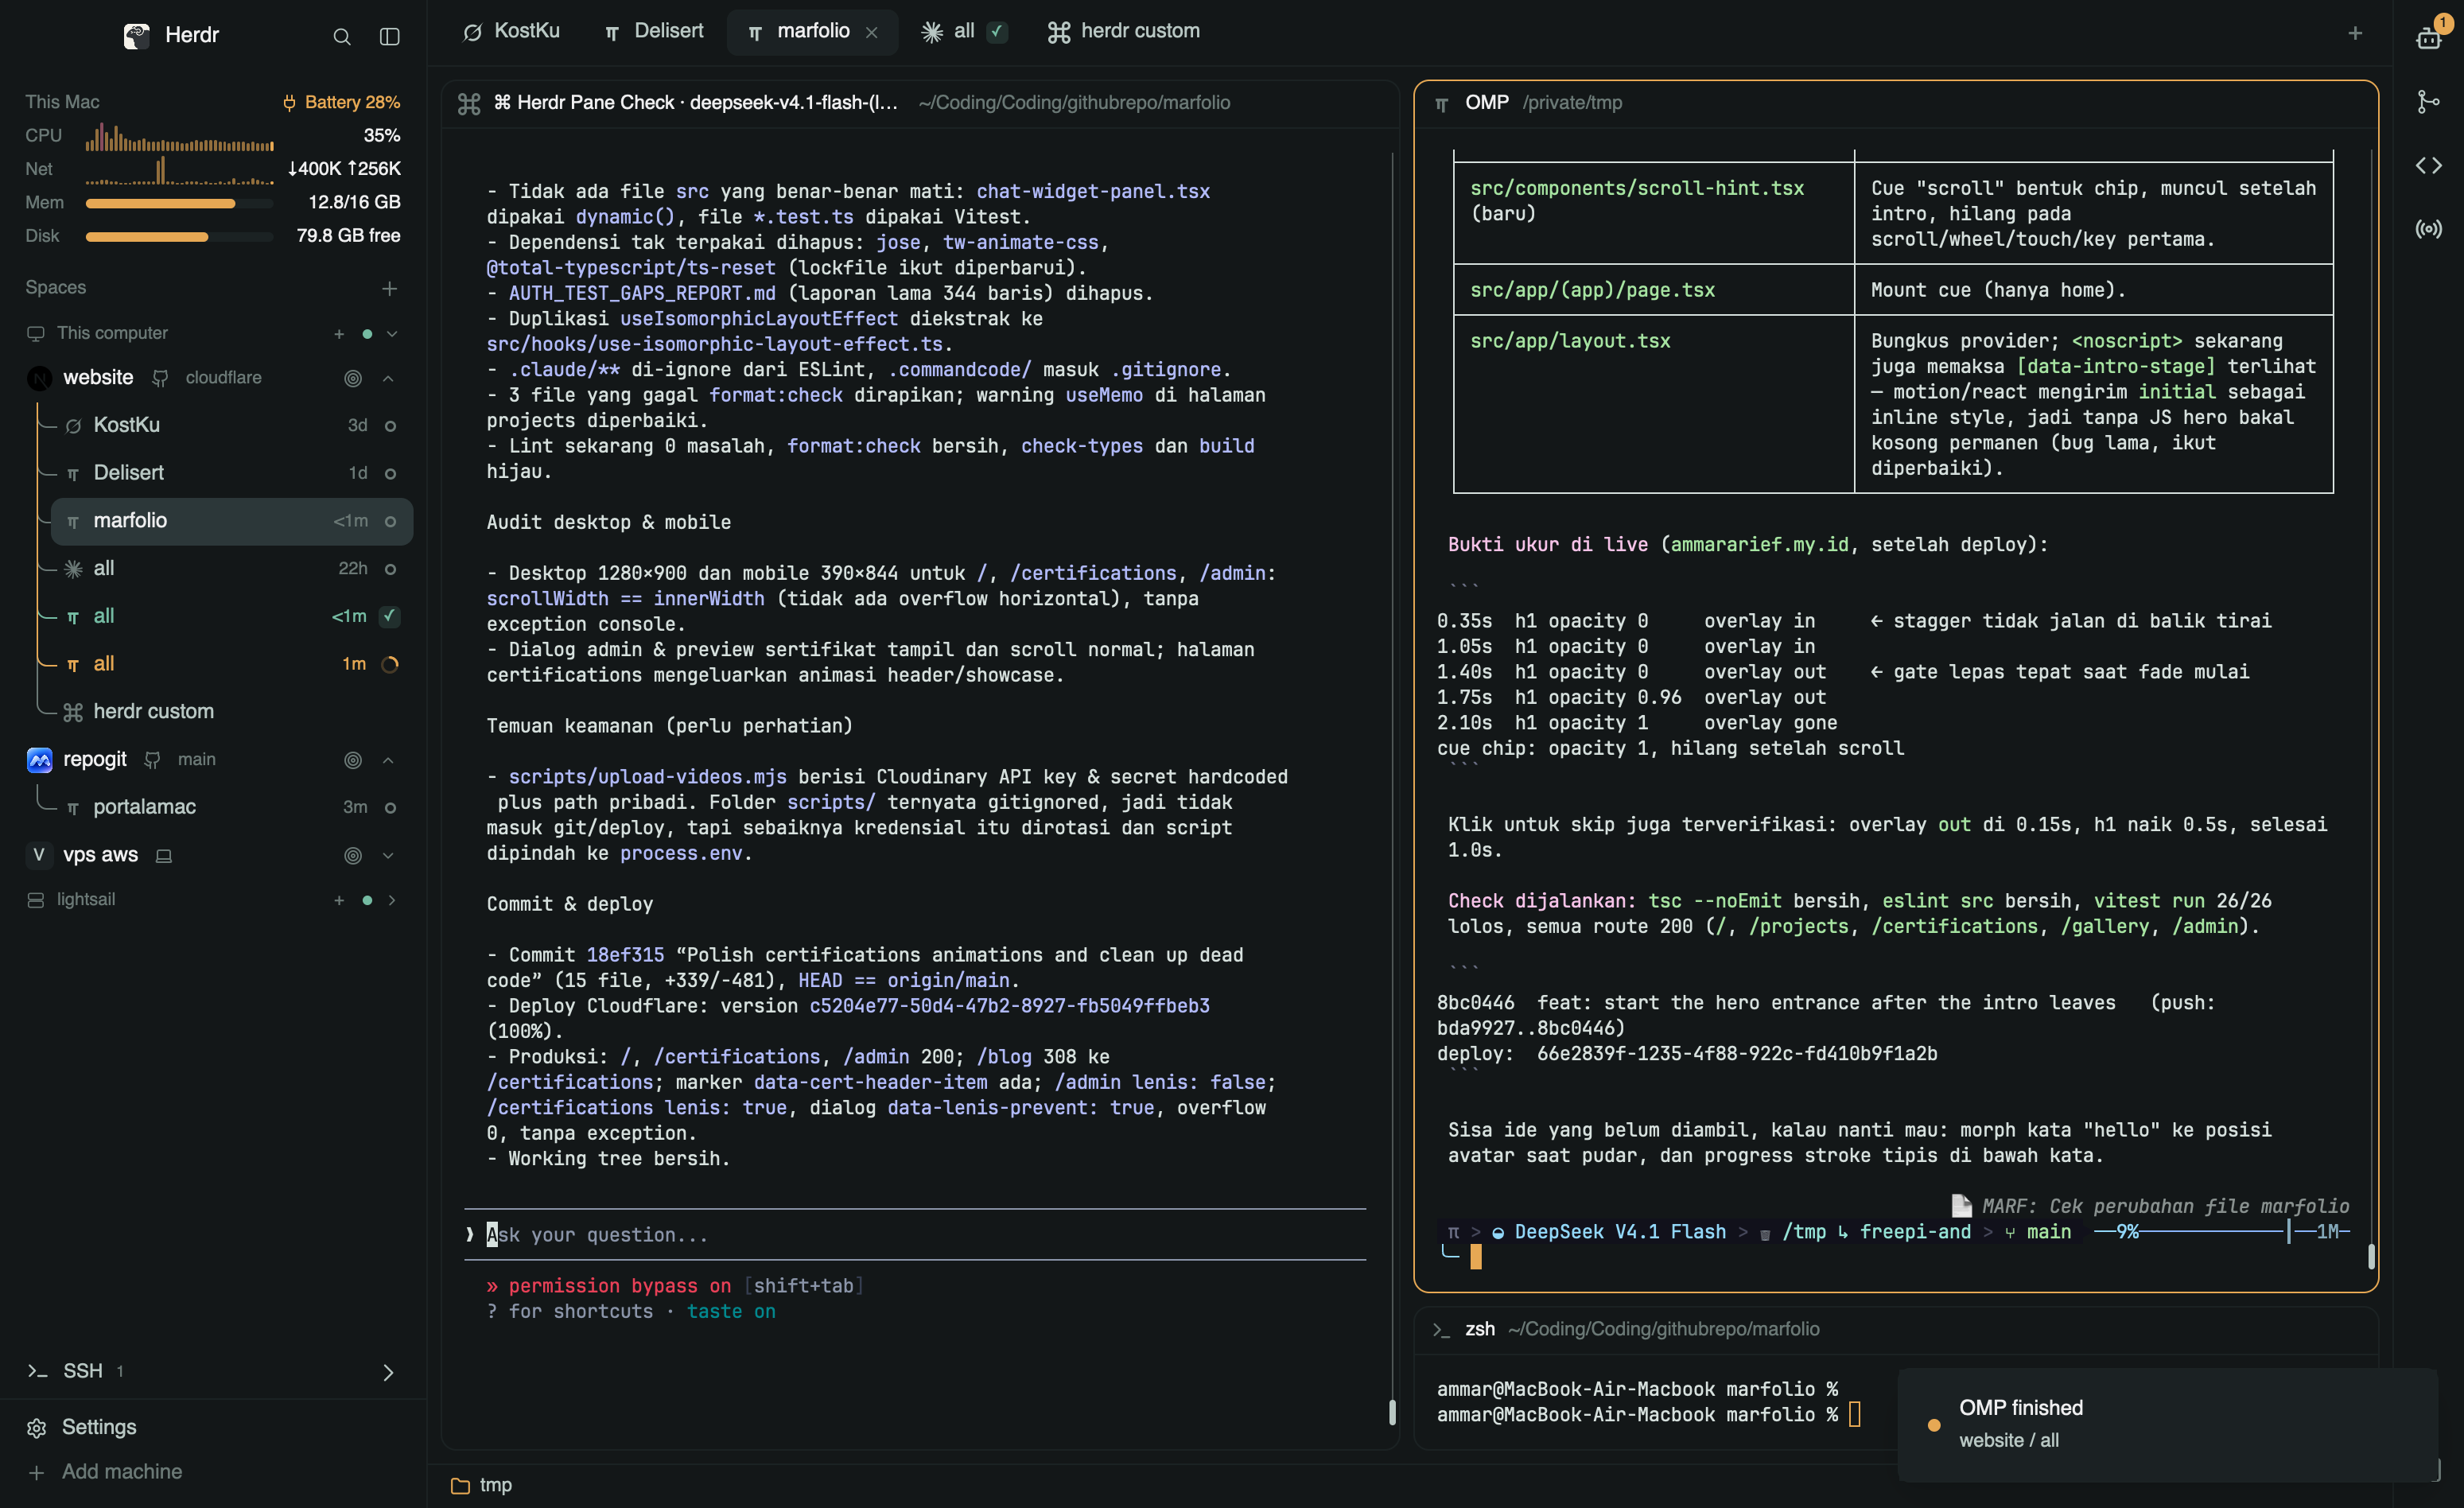 Herdr
This Mac
Battery 28%
CPU
35%
Net
↓400K ↑256K
Mem
12.8/16 GB
Disk
79.8 GB free
Spaces
This computer
website cloudflare
KostKu 3d
Delisert 1d
marfolio <1m
all 22h
all <1m
all 1m
herdr custom
repogit main
portalamac 3m
V vps aws
lightsail
SSH 1
Settings
Add machine
KostKu
Delisert
marfolio
all
herdr custom
⌘ Herdr Pane Check · deepseek-v4.1-flash-(l… ~/Coding/Coding/githubrepo/marfolio
- Tidak ada file src yang benar-benar mati: chat-widget-panel.tsx
dipakai dynamic(), file *.test.ts dipakai Vitest.
- Dependensi tak terpakai dihapus: jose, tw-animate-css,
@total-typescript/ts-reset (lockfile ikut diperbarui).
- AUTH_TEST_GAPS_REPORT.md (laporan lama 344 baris) dihapus.
- Duplikasi useIsomorphicLayoutEffect diekstrak ke
src/hooks/use-isomorphic-layout-effect.ts.
- .claude/** di-ignore dari ESLint, .commandcode/ masuk .gitignore.
- 3 file yang gagal format:check dirapikan; warning useMemo di halaman
projects diperbaiki.
- Lint sekarang 0 masalah, format:check bersih, check-types dan build
hijau.
Audit desktop & mobile
- Desktop 1280×900 dan mobile 390×844 untuk /, /certifications, /admin:
scrollWidth == innerWidth (tidak ada overflow horizontal), tanpa
exception console.
- Dialog admin & preview sertifikat tampil dan scroll normal; halaman
certifications mengeluarkan animasi header/showcase.
Temuan keamanan (perlu perhatian)
- scripts/upload-videos.mjs berisi Cloudinary API key & secret hardcoded
plus path pribadi. Folder scripts/ ternyata gitignored, jadi tidak
masuk git/deploy, tapi sebaiknya kredensial itu dirotasi dan script
dipindah ke process.env.
Commit & deploy
- Commit 18ef315 “Polish certifications animations and clean up dead
code” (15 file, +339/-481), HEAD == origin/main.
- Deploy Cloudflare: version c5204e77-50d4-47b2-8927-fb5049ffbeb3
(100%).
- Produksi: /, /certifications, /admin 200; /blog 308 ke
/certifications; marker data-cert-header-item ada; /admin lenis: false;
/certifications lenis: true, dialog data-lenis-prevent: true, overflow
0, tanpa exception.
- Working tree bersih.
❯ Ask your question...
» permission bypass on [shift+tab]
? for shortcuts · taste on
tmp
π OMP /private/tmp
src/components/scroll-hint.tsx
(baru)
Cue "scroll" bentuk chip, muncul setelah
intro, hilang pada
scroll/wheel/touch/key pertama.
src/app/(app)/page.tsx
Mount cue (hanya home).
src/app/layout.tsx
Bungkus provider; <noscript> sekarang
juga memaksa [data-intro-stage] terlihat
— motion/react mengirim initial sebagai
inline style, jadi tanpa JS hero bakal
kosong permanen (bug lama, ikut
diperbaiki).
Bukti ukur di live (ammararief.my.id, setelah deploy):
```
0.35s h1 opacity 0 overlay in ← stagger tidak jalan di balik tirai
1.05s h1 opacity 0 overlay in
1.40s h1 opacity 0 overlay out ← gate lepas tepat saat fade mulai
1.75s h1 opacity 0.96 overlay out
2.10s h1 opacity 1 overlay gone
cue chip: opacity 1, hilang setelah scroll
```
Klik untuk skip juga terverifikasi: overlay out di 0.15s, h1 naik 0.5s, selesai
1.0s.
Check dijalankan: tsc --noEmit bersih, eslint src bersih, vitest run 26/26
lolos, semua route 200 (/, /projects, /certifications, /gallery, /admin).
```
8bc0446 feat: start the hero entrance after the intro leaves (push:
bda9927..8bc0446)
deploy: 66e2839f-1235-4f88-922c-fd410b9f1a2b
```
Sisa ide yang belum diambil, kalau nanti mau: morph kata "hello" ke posisi
avatar saat pudar, dan progress stroke tipis di bawah kata.
MARF: Cek perubahan file marfolio
π > DeepSeek V4.1 Flash > /tmp ↳ freepi-and > main 9% 1M
zsh ~/Coding/Coding/githubrepo/marfolio
ammar@MacBook-Air-Macbook marfolio %
ammar@MacBook-Air-Macbook marfolio %
OMP finished
website / all
1